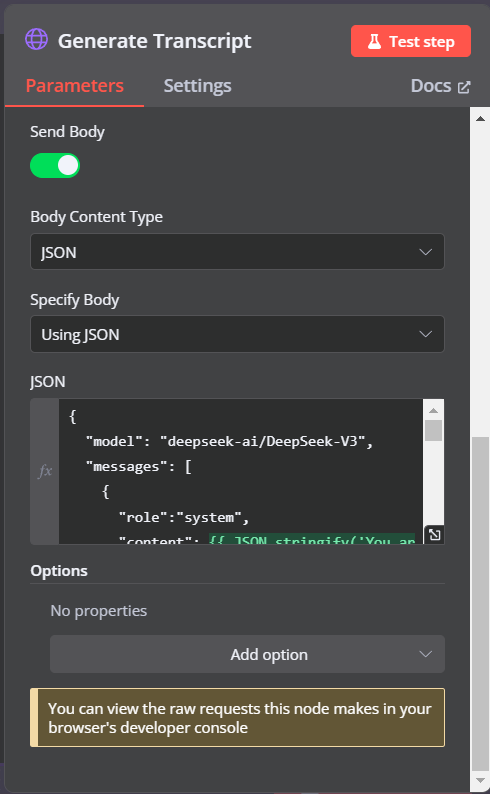 Generate Transcript
Test step
Parameters
Settings
Docs
Send Body
Body Content Type
JSON
Specify Body
Using JSON
JSON
fx
{
"model": "deepseek-ai/DeepSeek-V3",
"messages": [
{
"role":"system",
"content": {{ JSON.stringify('You ar
Options
No properties
Add option
You can view the raw requests this node makes in your
browser's developer console